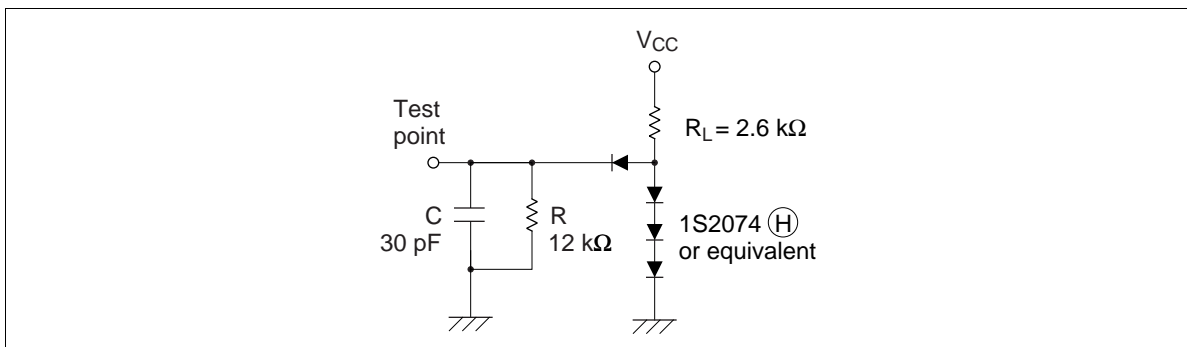 VCC
Test
point
RL = 2.6 kΩ
C
30 pF
R
12 kΩ
1S2074 Ⓗ
or equivalent